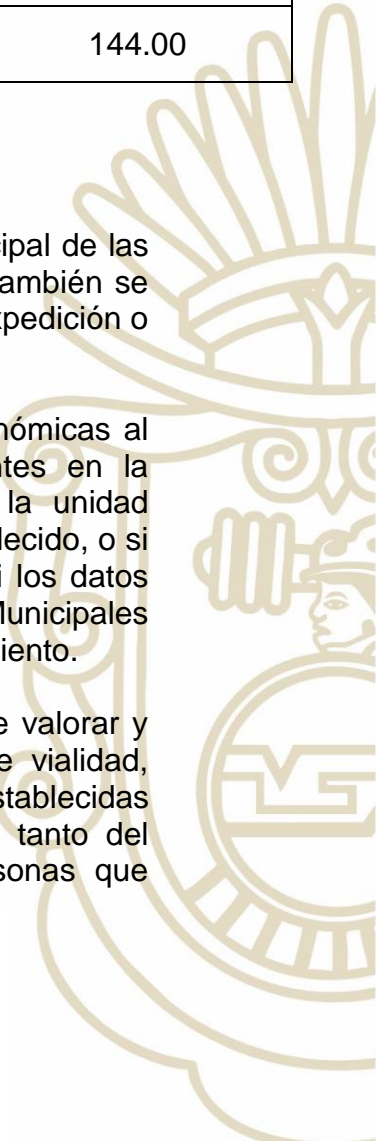 144.00
cipal de las
ambién se
xpedición o
nómicas al
ntes en la
la unidad
lecido, o si
i los datos
Municipales
iento.
e valorar y
e vialidad,
stablecidas
tanto del
sonas que